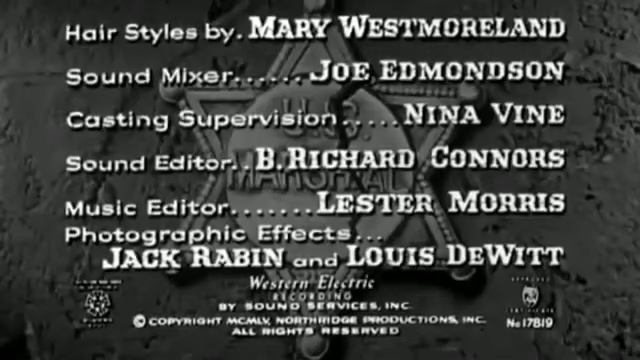 Hair Styles by. MARY WESTMORELAND
Sound Mixer...... JOE EDMONDSON
Casting Supervision..... NINA VINE
Sound Editor.. B. RICHARD CONNORS
Music Editor....... LESTER MORRIS
Photographic Effects...
JACK RABIN and LOUIS DEWITT
U.S.
MARSHAL
Western Electric
RECORDING
BY SOUND SERVICES, INC.
© COPYRIGHT MCMLV, NORTHRIDGE PRODUCTIONS, INC.
ALL RIGHTS RESERVED
No 17819